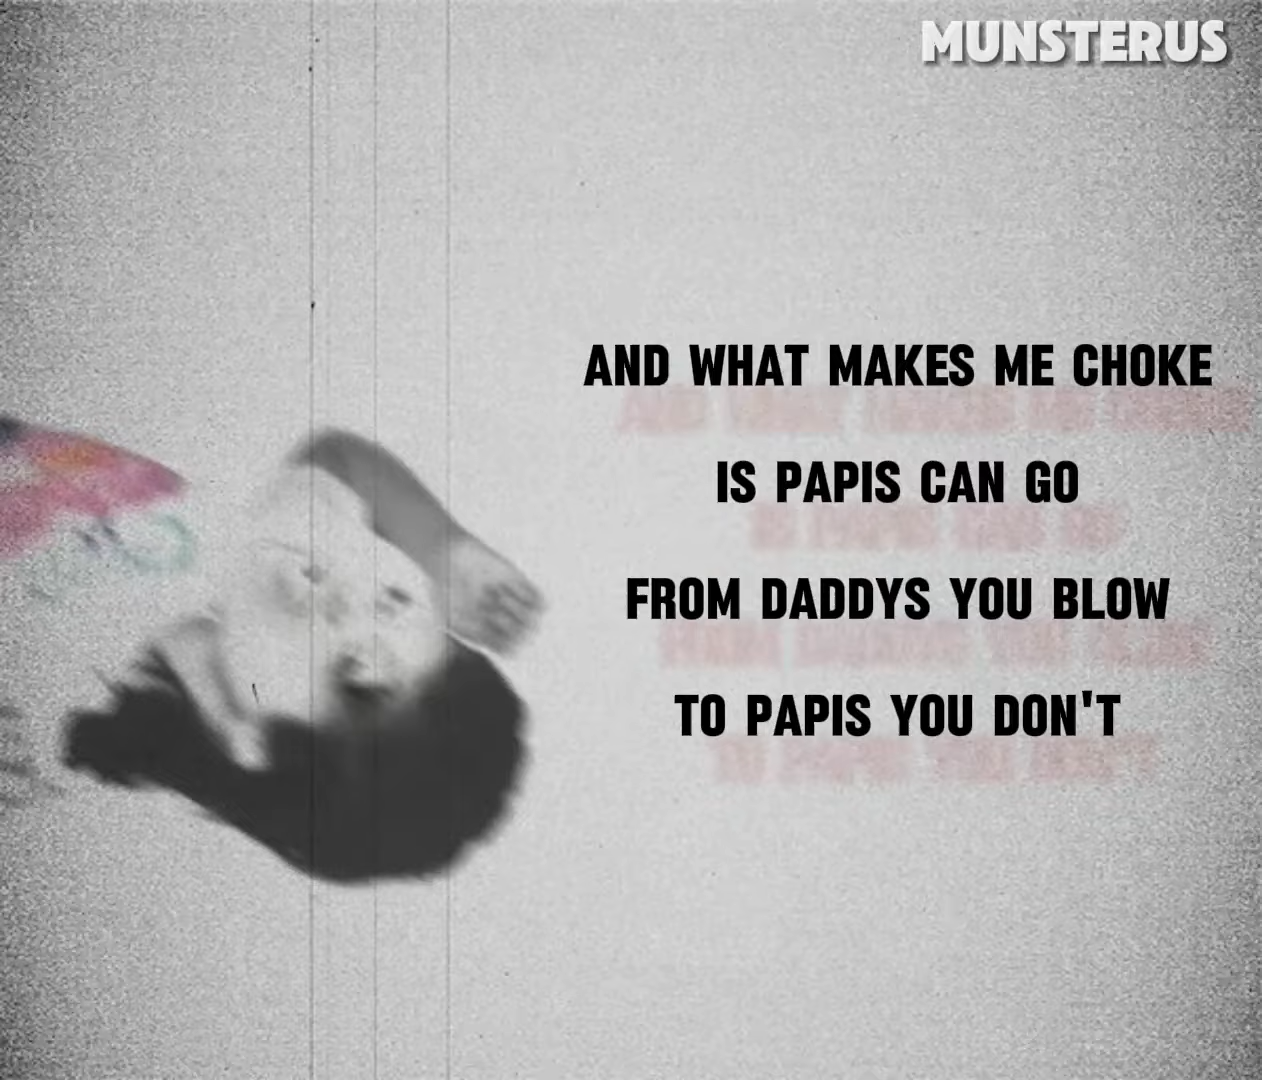 MUNSTERUS
AND WHAT MAKES ME CHOKE
IS PAPIS CAN GO
FROM DADDYS YOU BLOW
TO PAPIS YOU DON'T